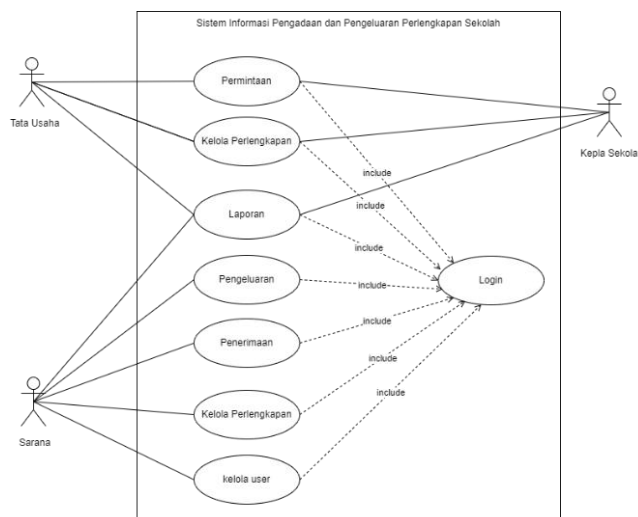 Sistem Informasi Pengadaan dan Pengeluaran Perlengkapan Sekolah
Permintaan
Tata Usaha
Kelola Perlengkapan
Kepla Sekola
include
include
Laporan
include
Pengeluaran
include
Login
include
Penerimaan
include
Kelola Perlengkapan
include
Sarana
kelola user